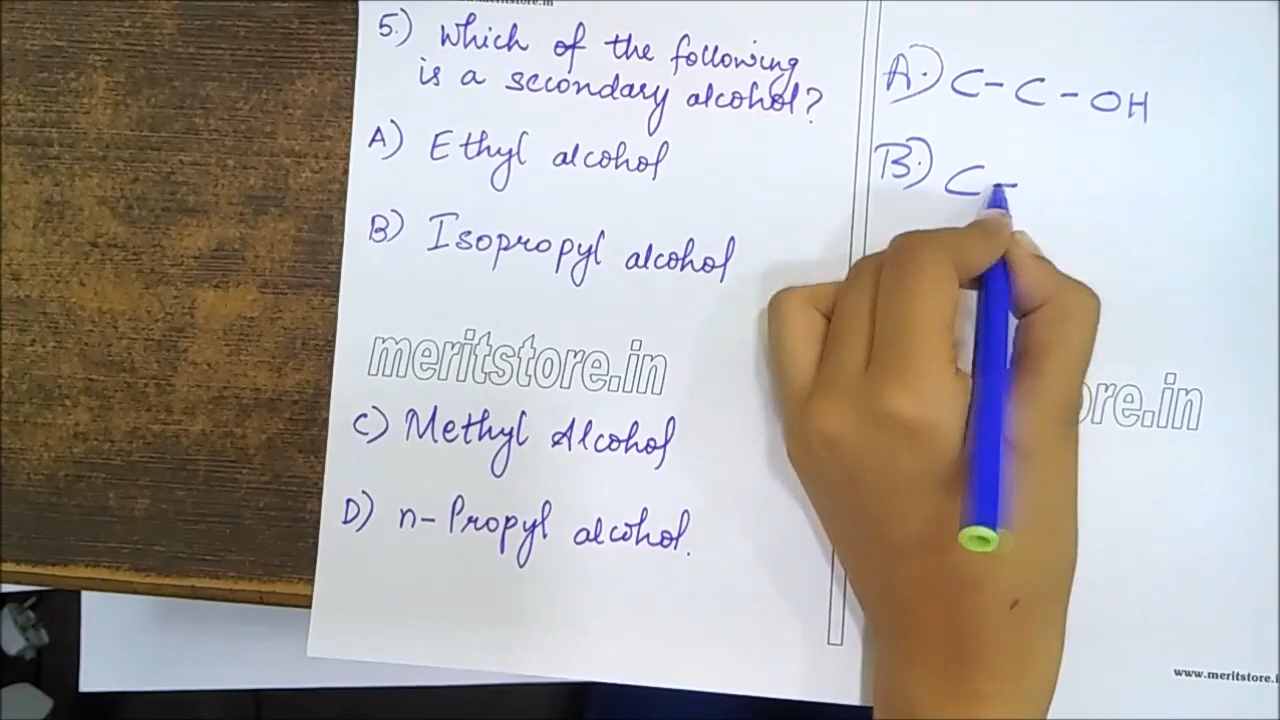 5.) Which of the following
is a secondary alcohol?
A) Ethyl alcohol
B) Isopropyl alcohol
meritstore.in
C) Methyl Alcohol
D) n-Propyl alcohol.
A.) C-C-OH
B.) C-
ore.in
www.meritstore.i